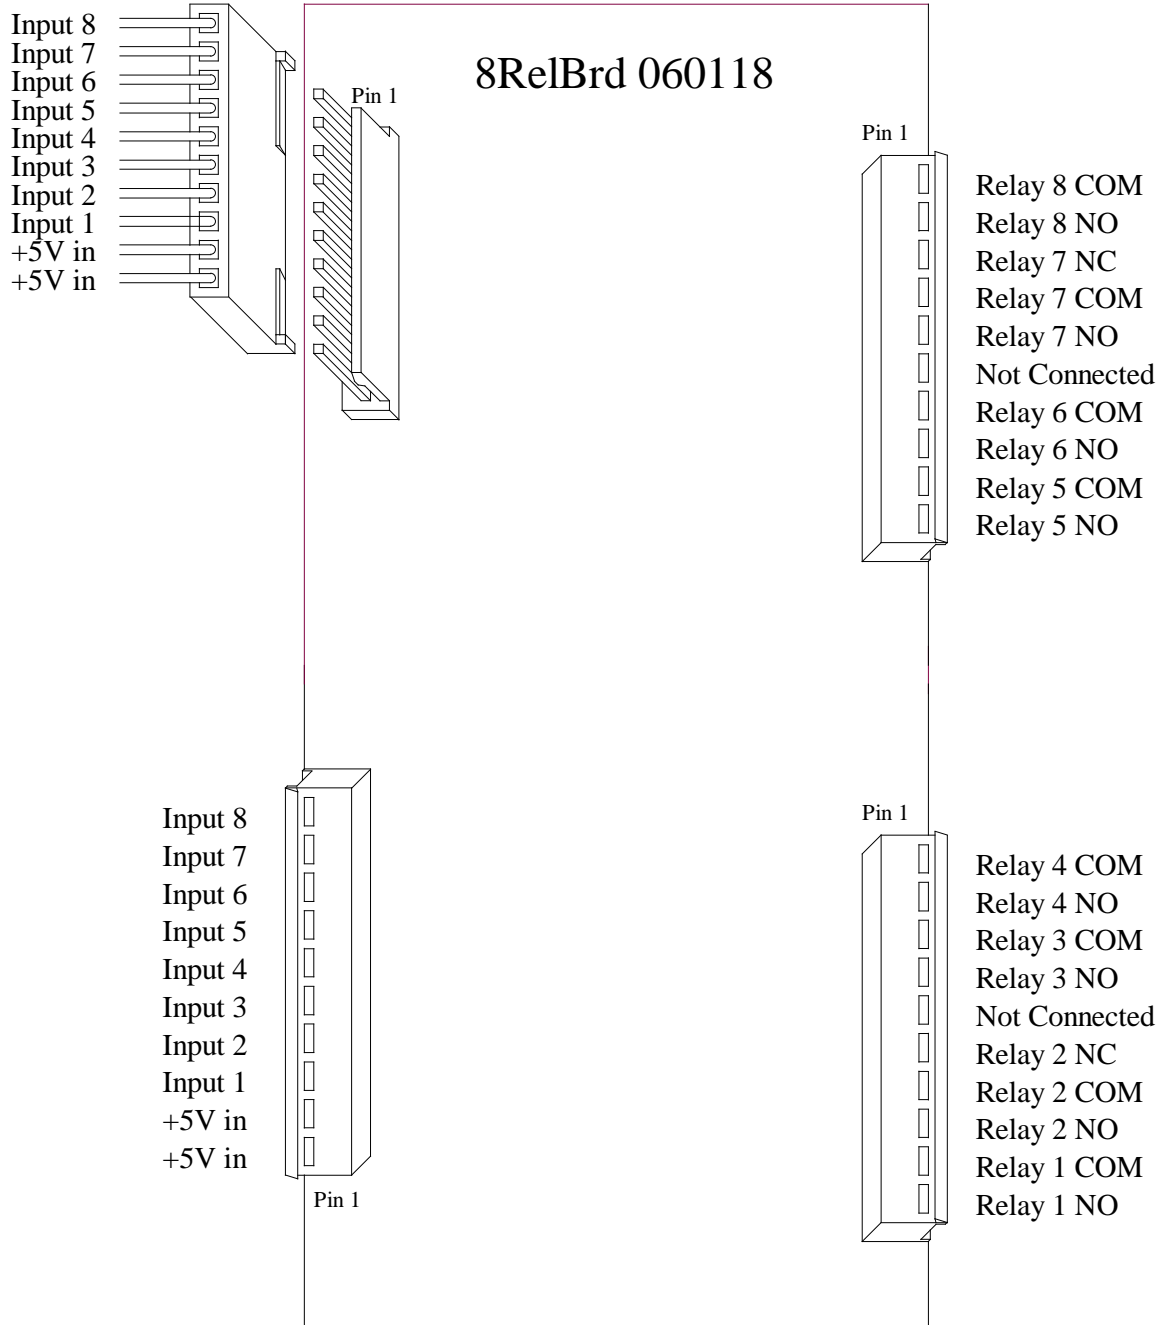 8RelBrd 060118
Input 8
Input 7
Input 6
Input 5
Input 4
Input 3
Input 2
Input 1
+5V in
+5V in
Pin 1
Pin 1
Relay 8 COM
Relay 8 NO
Relay 7 NC
Relay 7 COM
Relay 7 NO
Not Connected
Relay 6 COM
Relay 6 NO
Relay 5 COM
Relay 5 NO
Input 8
Input 7
Input 6
Input 5
Input 4
Input 3
Input 2
Input 1
+5V in
+5V in
Pin 1
Pin 1
Relay 4 COM
Relay 4 NO
Relay 3 COM
Relay 3 NO
Not Connected
Relay 2 NC
Relay 2 COM
Relay 2 NO
Relay 1 COM
Relay 1 NO